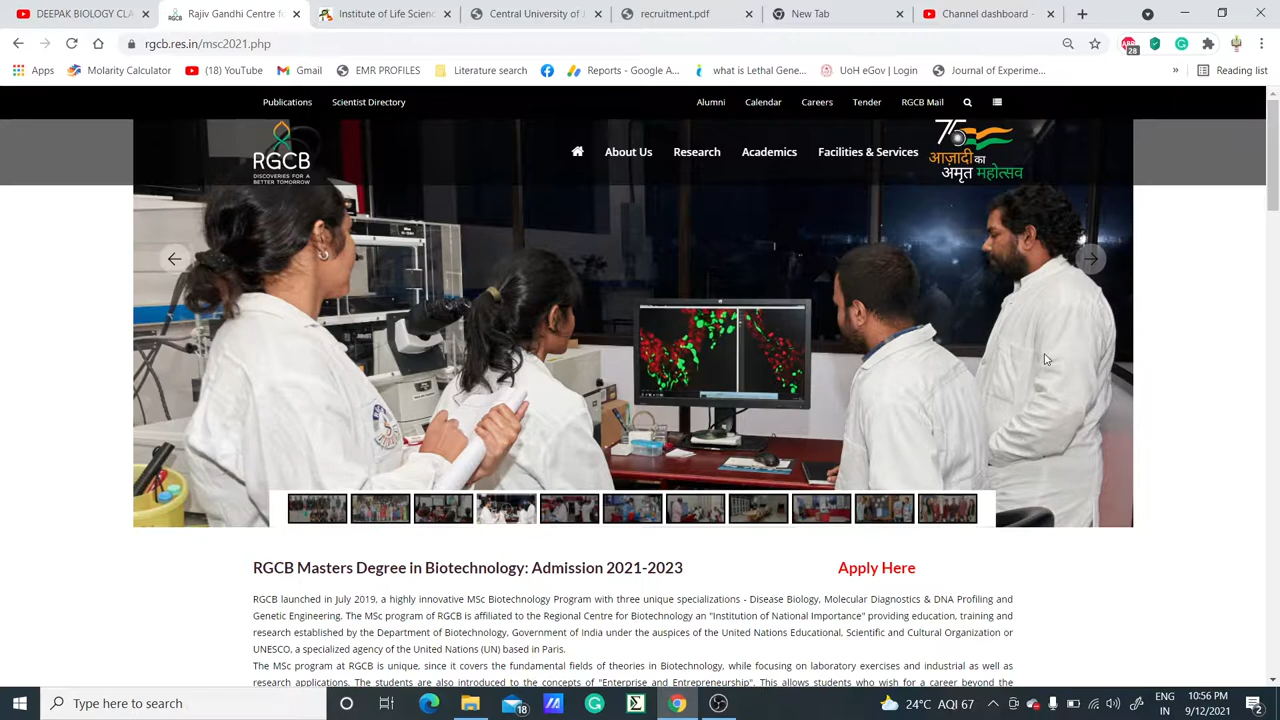 DEEPAK BIOLOGY CLA
Rajiv Gandhi Centre fo
Institute of Life Scienc
Central University of
recruitment.pdf
New Tab
Channel dashboard -
rgcb.res.in/msc2021.php
28
Apps
Molarity Calculator
(18) YouTube
Gmail
EMR PROFILES
Literature search
Reports - Google A...
what is Lethal Gene...
UoH eGov | Login
Journal of Experime...
»
Reading list
Publications
Scientist Directory
Alumni
Calendar
Careers
Tender
RGCB Mail
RGCB
DISCOVERIES FOR A
BETTER TOMORROW
About Us
Research
Academics
Facilities & Services
75
आज़ादी का
अमृत महोत्सव
RGCB Masters Degree in Biotechnology: Admission 2021-2023
Apply Here
RGCB launched in July 2019, a highly innovative MSc Biotechnology Program with three unique specializations - Disease Biology, Molecular Diagnostics & DNA Profiling and
Genetic Engineering. The MSc program of RGCB is affiliated to the Regional Centre for Biotechnology an "Institution of National Importance" providing education, training and
research established by the Department of Biotechnology, Government of India under the auspices of the United Nations Educational, Scientific and Cultural Organization or
UNESCO, a specialized agency of the United Nations (UN) based in Paris.
The MSc program at RGCB is unique, since it covers the fundamental fields of theories in Biotechnology, while focusing on laboratory exercises and industrial as well as
research applications. The students are also introduced to the concepts of "Enterprise and Entrepreneurship". This allows students who wish for a career beyond the
Type here to search
18
24°C AQI 67
ENG
IN
10:56 PM
9/12/2021
2